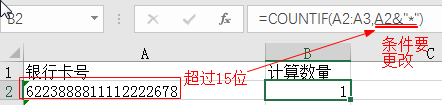 B2
=COUNTIF(A2:A3,A2&"*")
条件要
更改
A B C
1 银行卡号 计算数量
超过15位
2 6223888811112222678 1